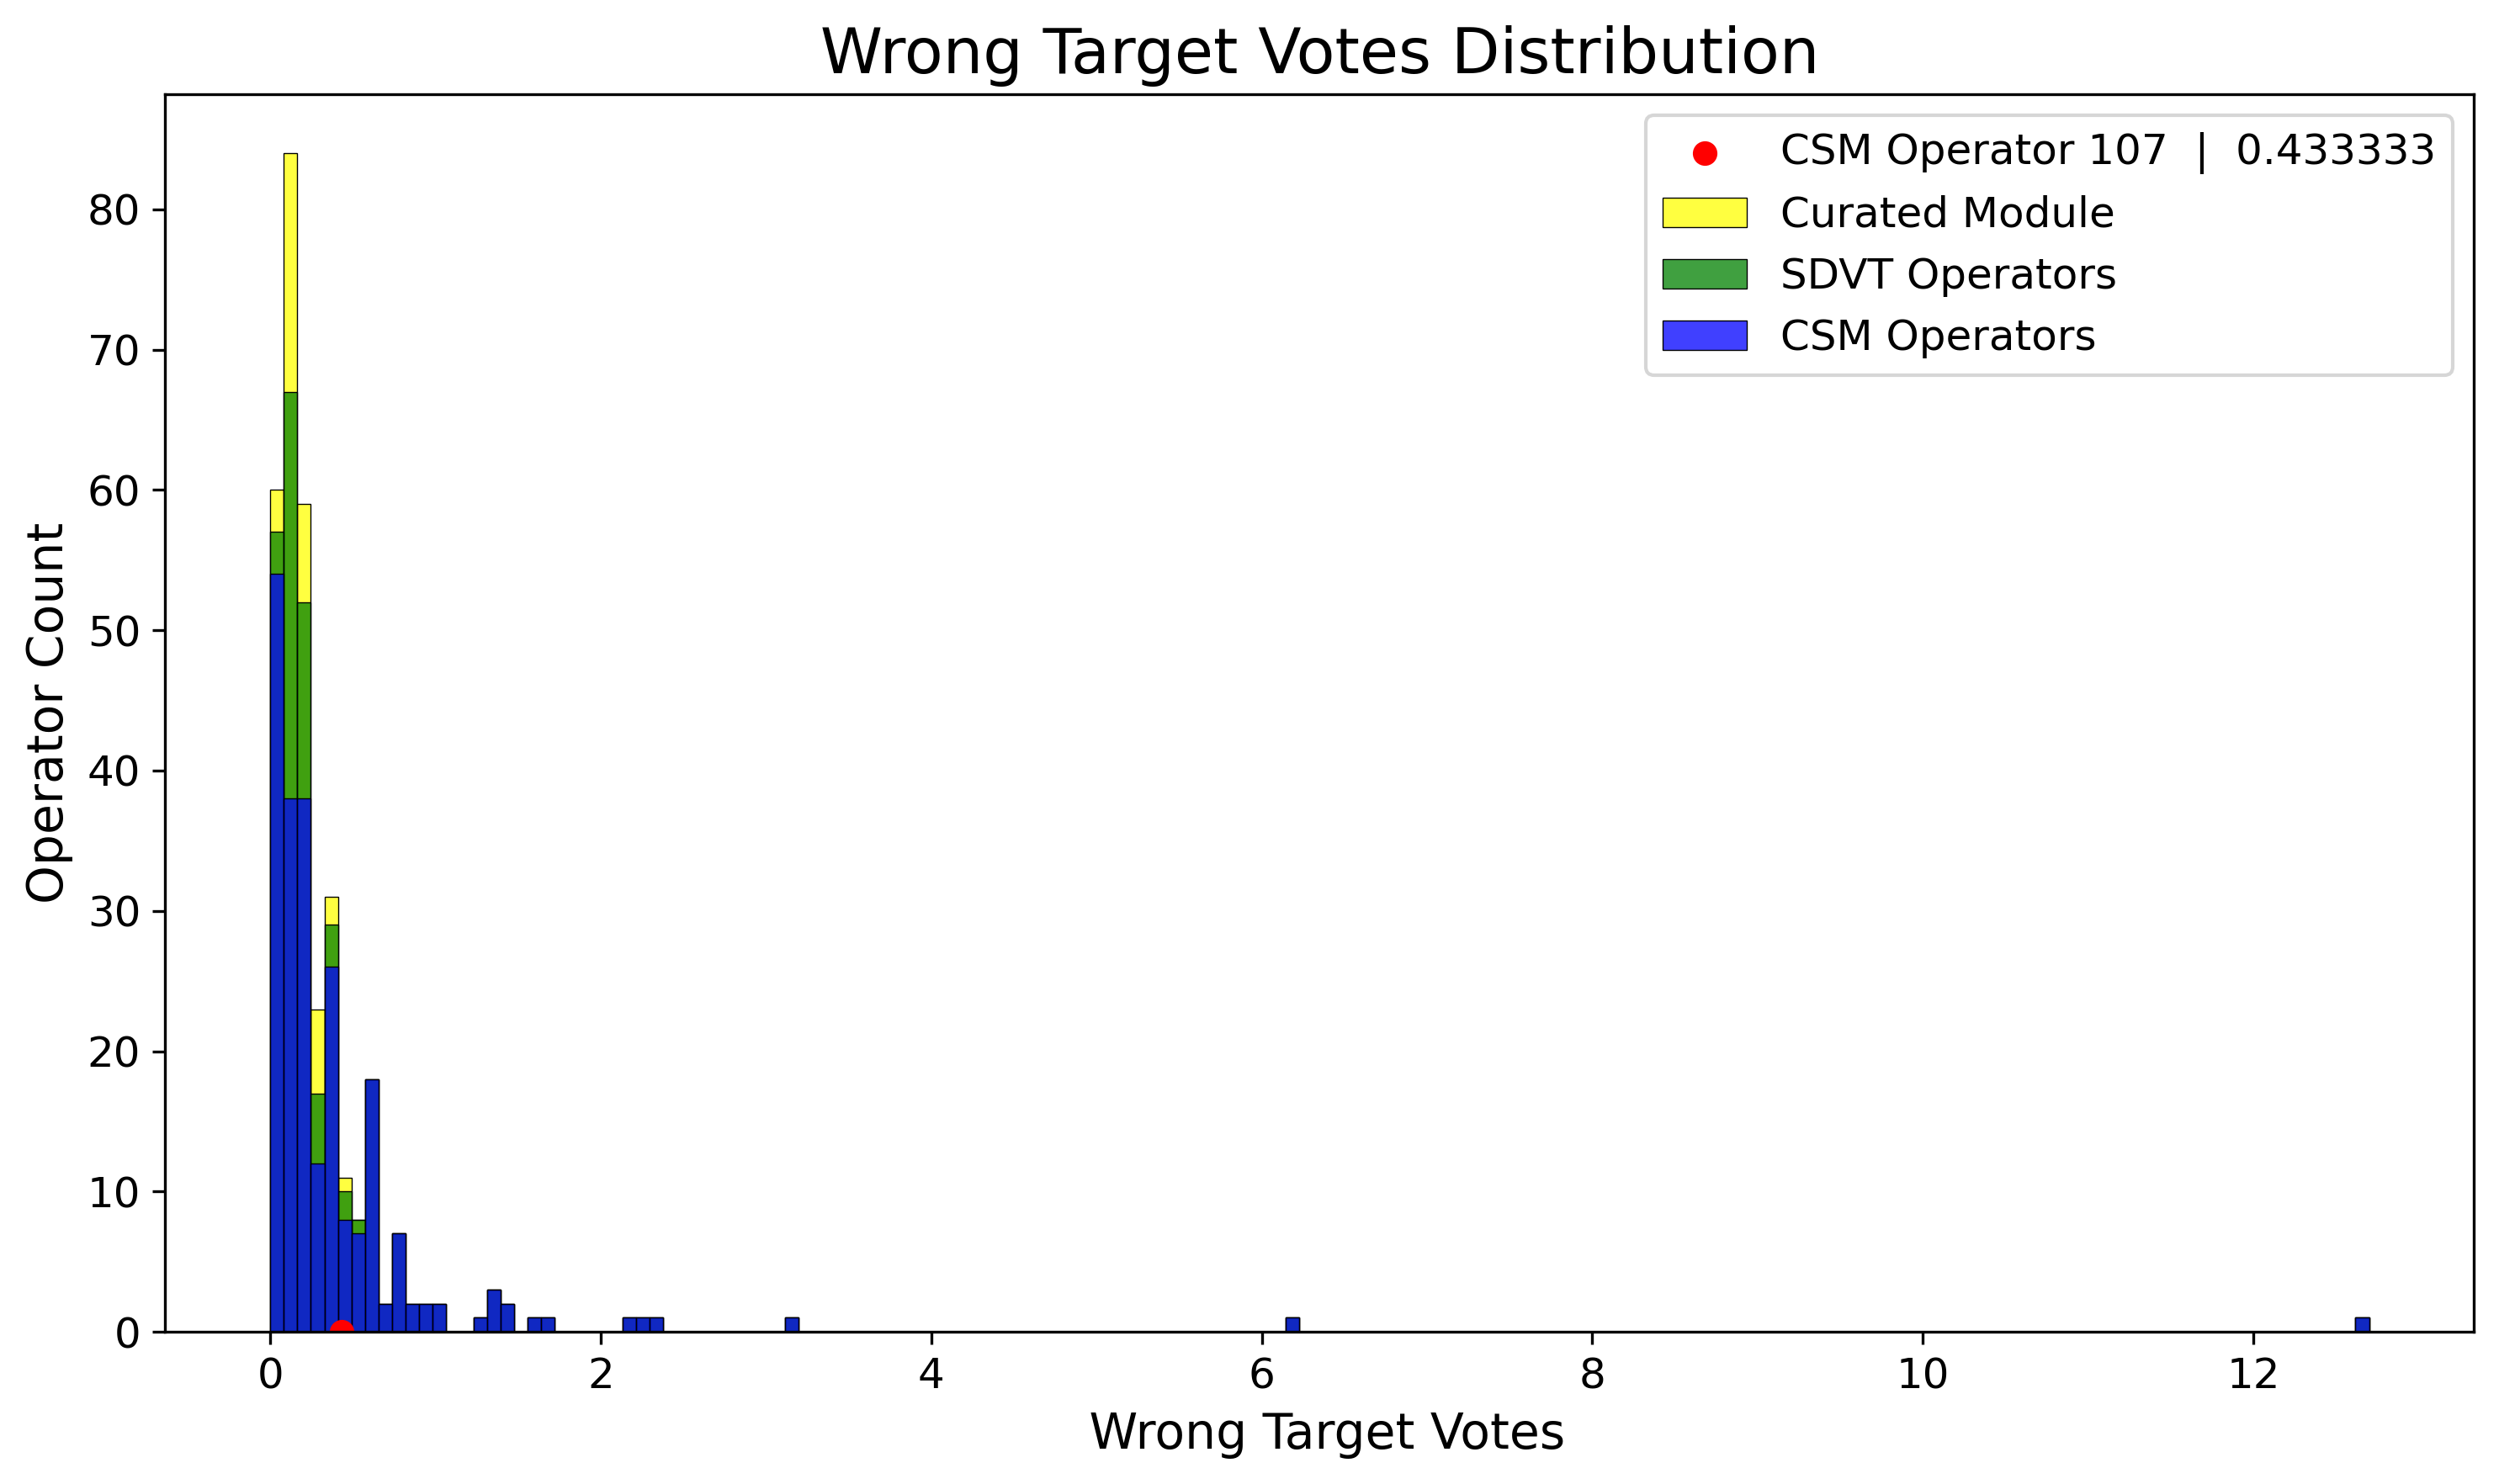 Wrong Target Votes Distribution
CSM Operator 107 | 0.433333
Curated Module
SDVT Operators
CSM Operators
Operator Count
80
70
60
50
40
30
20
10
0
0 2 4 6 8 10 12
Wrong Target Votes